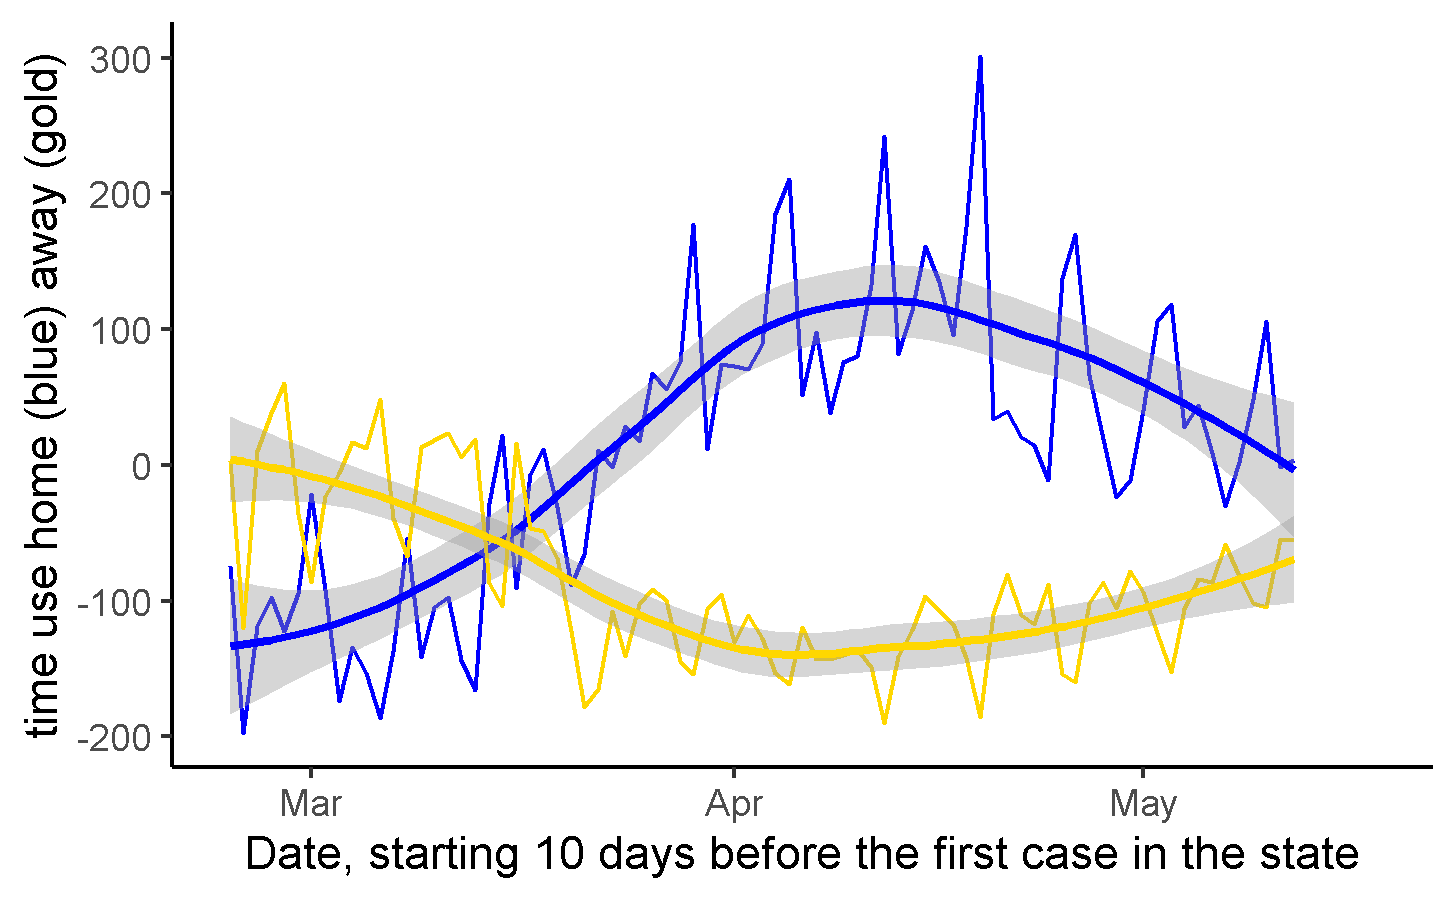 time use home (blue) away (gold)
300
200
100
0
-100
-200
Mar
Apr
May
Date, starting 10 days before the first case in the state